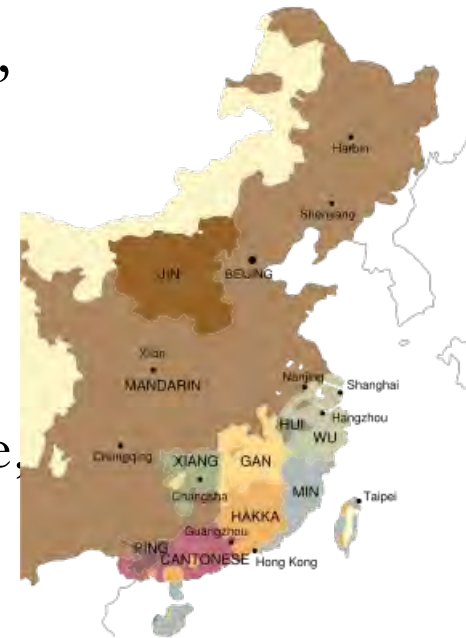 ,
Harbin
Shenyang
JIN
BEIJING
Xian
MANDARIN
Nanjing
Shanghai
HUI
Hangzhou
WU
Chongqing
e,
XIANG
GAN
Changsha
MIN
Taipei
HAKKA
Guangzhou
PING
CANTONESE
Hong Kong